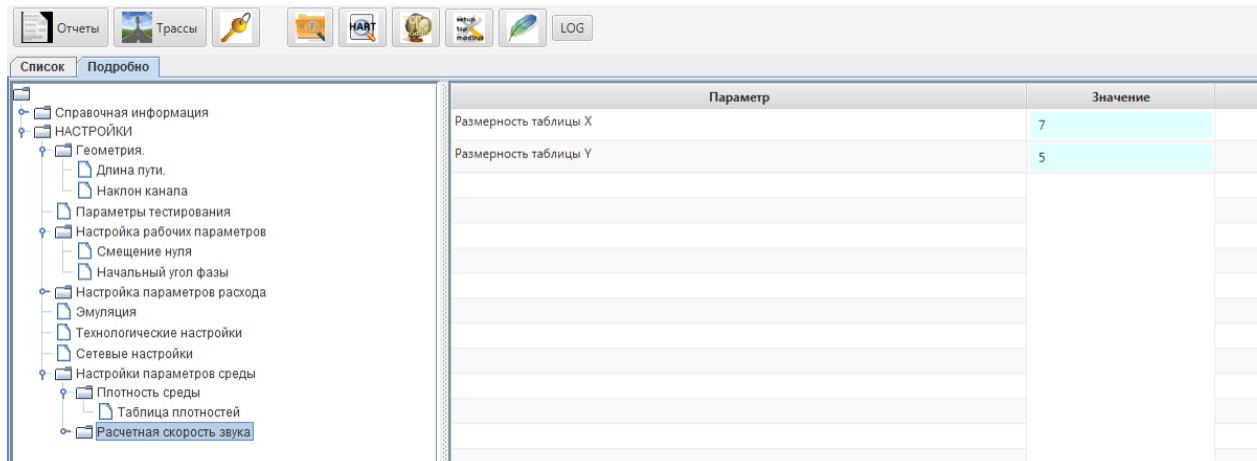 Отчеты
Трассы
HART
setup
tcp
modbus
LOG
Список
Подробно
Справочная информация
НАСТРОЙКИ
Геометрия.
Длина пути.
Наклон канала
Параметры тестирования
Настройка рабочих параметров
Смещение нуля
Начальный угол фазы
Настройка параметров расхода
Эмуляция
Технологические настройки
Сетевые настройки
Настройки параметров среды
Плотность среды
Таблица плотностей
Расчетная скорость звука
Параметр Значение
Размерность таблицы X 7
Размерность таблицы Y 5